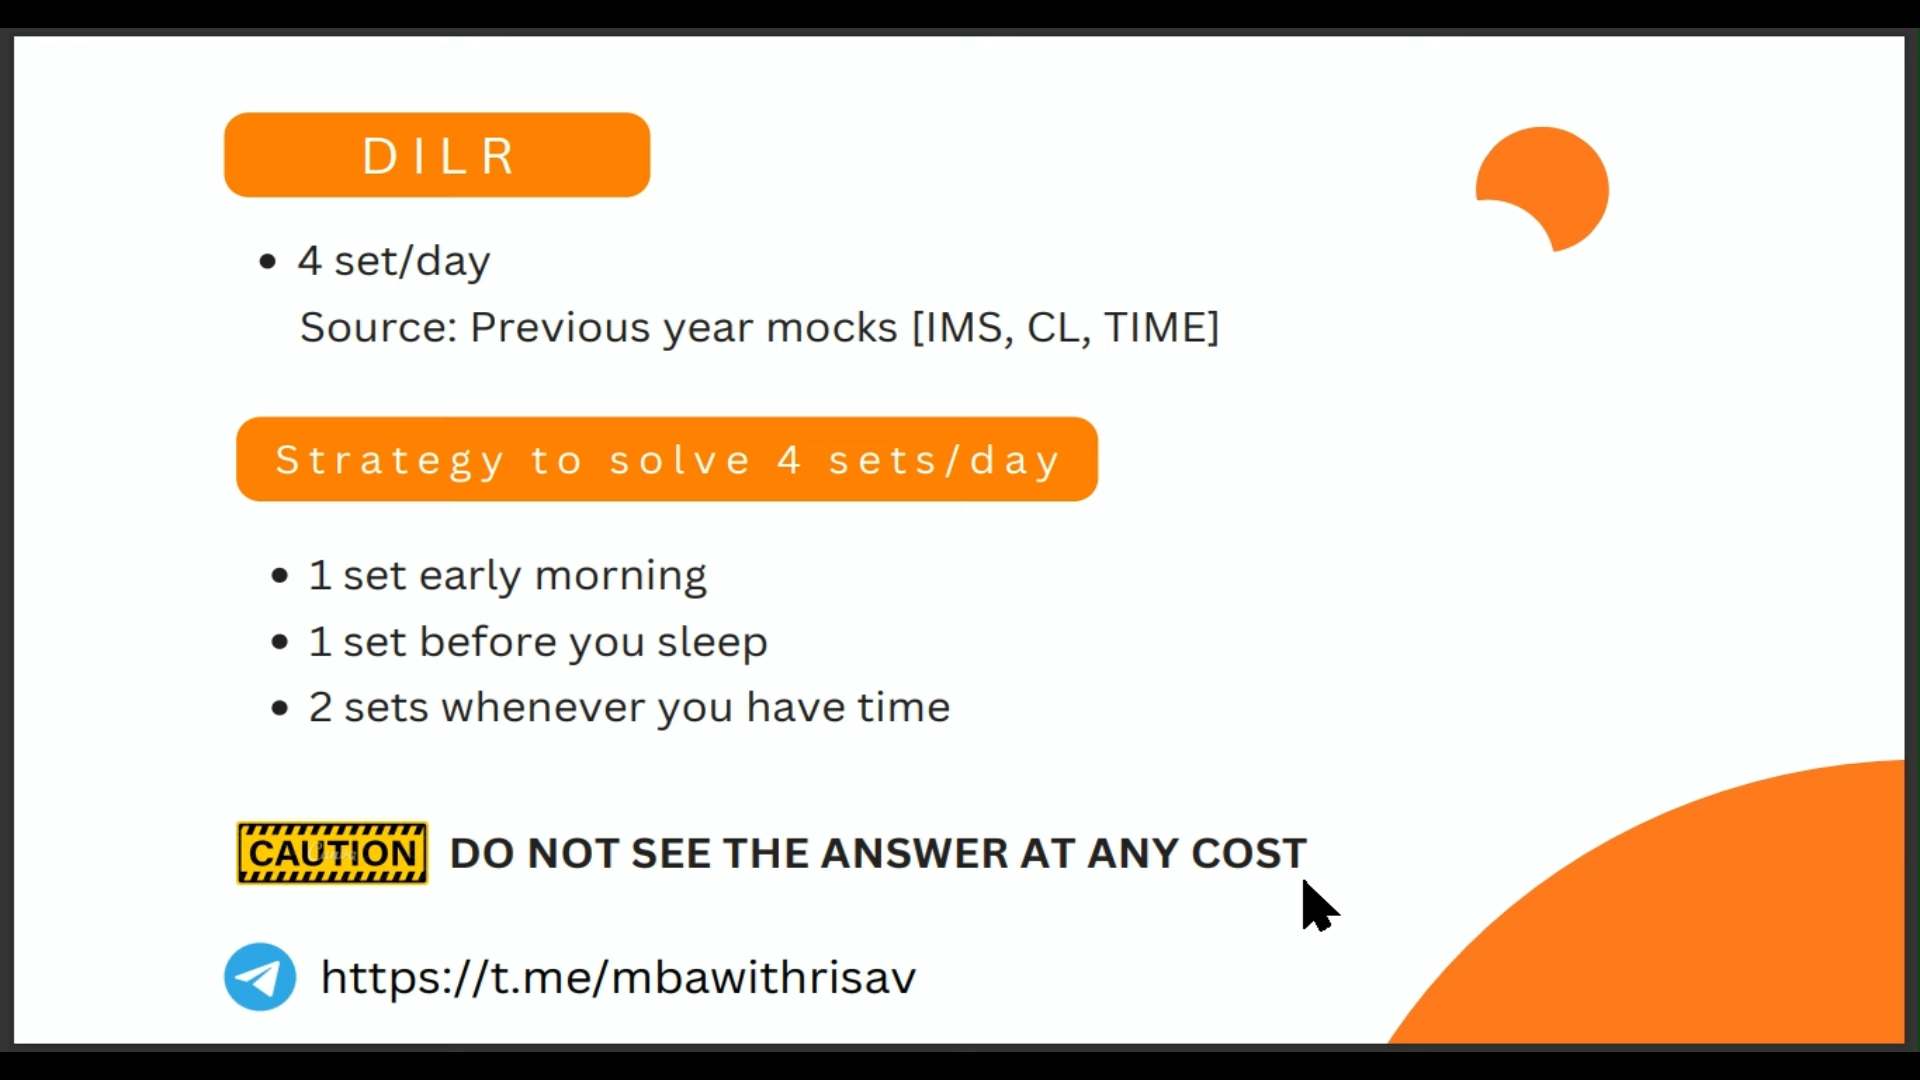 DILR
• 4 set/day
Source: Previous year mocks [IMS, CL, TIME]
Strategy to solve 4 sets/day
• 1 set early morning
• 1 set before you sleep
• 2 sets whenever you have time
CAUTION DO NOT SEE THE ANSWER AT ANY COST
https://t.me/mbawithrisav